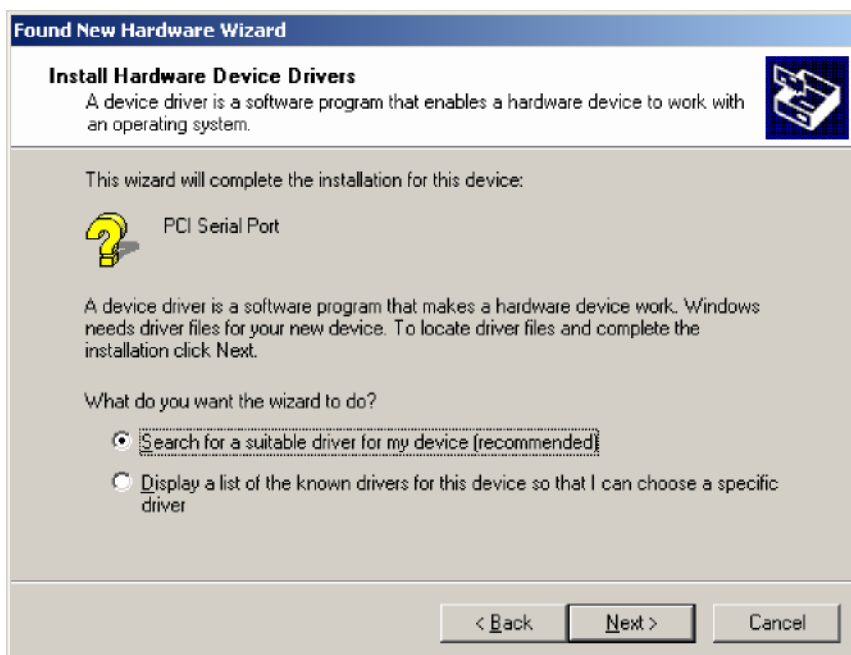 Found New Hardware Wizard
Install Hardware Device Drivers
A device driver is a software program that enables a hardware device to work with
an operating system.
This wizard will complete the installation for this device:
PCI Serial Port
A device driver is a software program that makes a hardware device work. Windows
needs driver files for your new device. To locate driver files and complete the
installation click Next.
What do you want the wizard to do?
Search for a suitable driver for my device (recommended)
Display a list of the known drivers for this device so that I can choose a specific
driver
< Back
Next >
Cancel